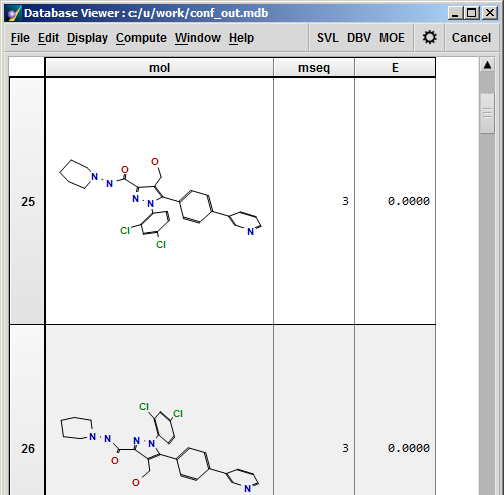 Database Viewer : c:/u/work/conf_out.mdb
File Edit Display Compute Window Help SVL DBV MOE Cancel
mol mseq E
O
O
N N
N
N
25 3 0.0000
Cl
N
Cl
Cl
Cl
N N N N
26 3 0.0000
O
O
N